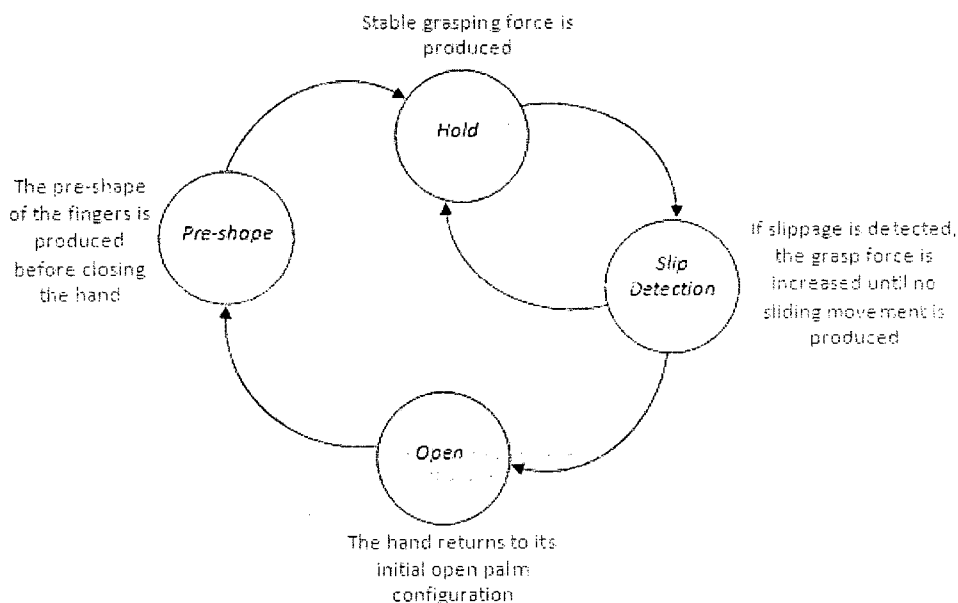 Stable grasping force is
produced
Hold
The pre-shape
of the fingers is
produced
before closing
the hand
Pre-shape
Slip
Detection
If slippage is detected,
the grasp force is
increased until no
sliding movement is
produced
Open
The hand returns to its
initial open palm
configuration